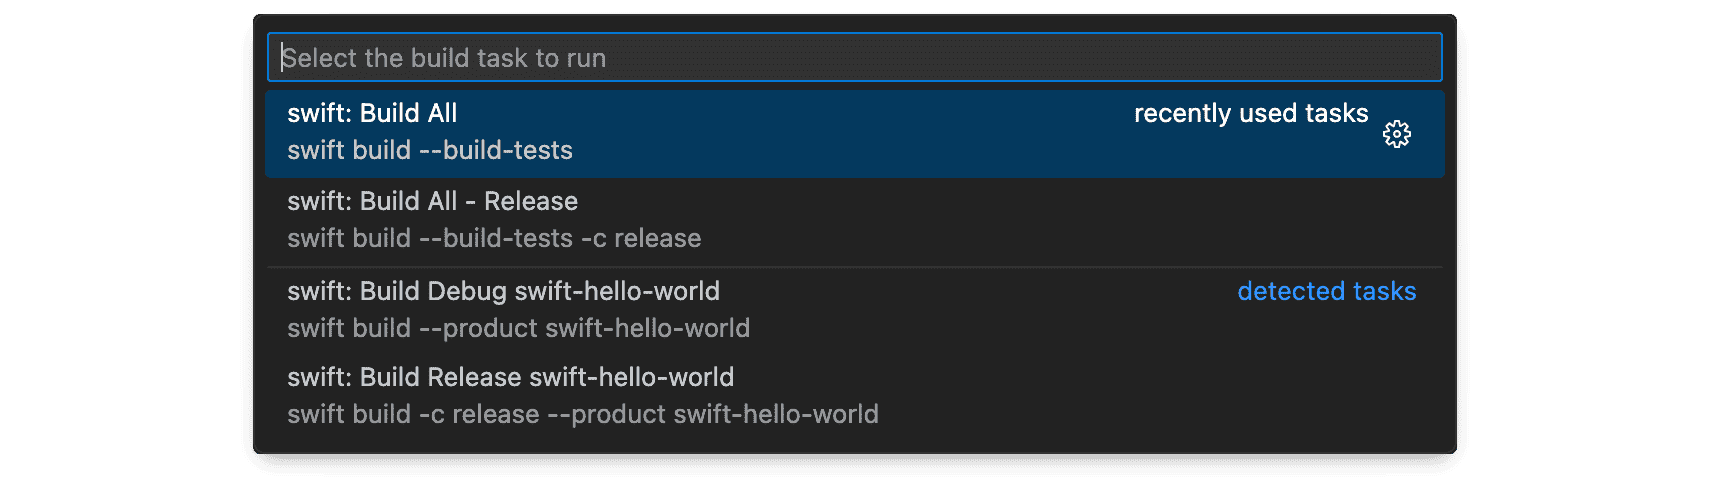 Select the build task to run
swift: Build All
recently used tasks
swift build --build-tests
swift: Build All - Release
swift build --build-tests -c release
swift: Build Debug swift-hello-world
detected tasks
swift build --product swift-hello-world
swift: Build Release swift-hello-world
swift build -c release --product swift-hello-world